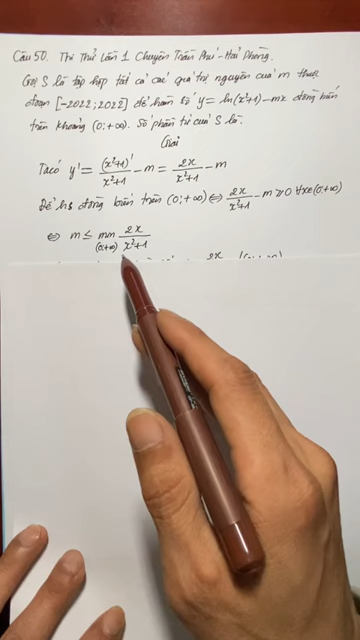 Câu 50. Thi Thử Lần 1 Chuyên Trần Phú - Hải Phòng.
Gọi S là tập hợp tất cả các giá trị nguyên của m thuộc
đoạn [-2022; 2022] để hàm số y = ln(x²+1) - mx đồng biến
trên khoảng (0; +∞). Số phần tử của S là.
Giải
Ta có y' = (x²+1)'/(x²+1) - m = 2x/(x²+1) - m
Để hs đồng biến trên (0; +∞) ⇔ 2x/(x²+1) - m ≥ 0 ∀x∈(0;+∞)
⇔ m ≤ min (0;+∞) 2x/(x²+1)